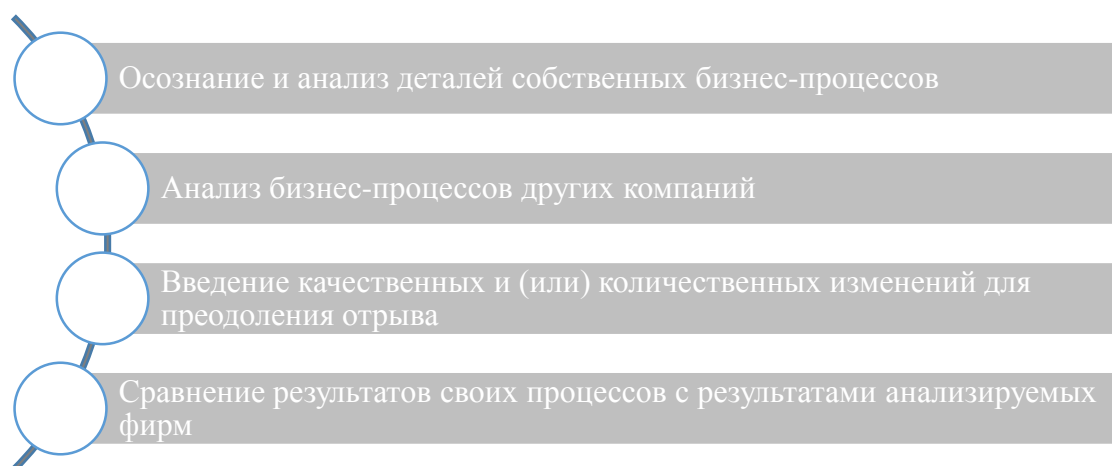 Осознание и анализ деталей собственных бизнес-процессов
Анализ бизнес-процессов других компаний
Введение качественных и (или) количественных изменений для
преодоления отрыва
Сравнение результатов своих процессов с результатами анализируемых
фирм